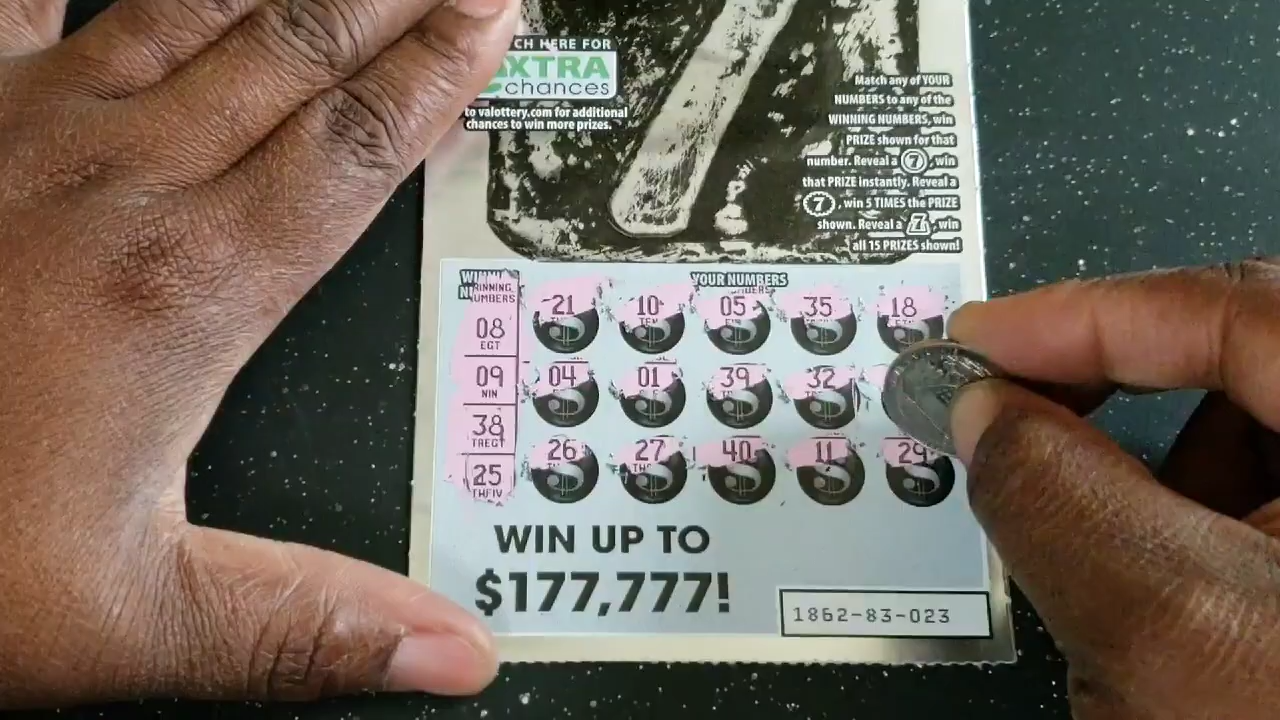 CH HERE FOR
EXTRA
chances
to valottery.com for additional
chances to win more prizes.
Match any of YOUR
NUMBERS to any of the
WINNING NUMBERS, win
PRIZE shown for that
number. Reveal a 7, win
that PRIZE instantly. Reveal a
7, win 5 TIMES the PRIZE
shown. Reveal a 7, win
all 15 PRIZES shown!
YOUR NUMBERS
WINNING
NUMBERS
21 10 05 35 18
08
EGT
09
NIN
04 01 39 32
38
TREGT
26 27 40 11 29
25
TWFIV
WIN UP TO
$177,777!
1862-83-023